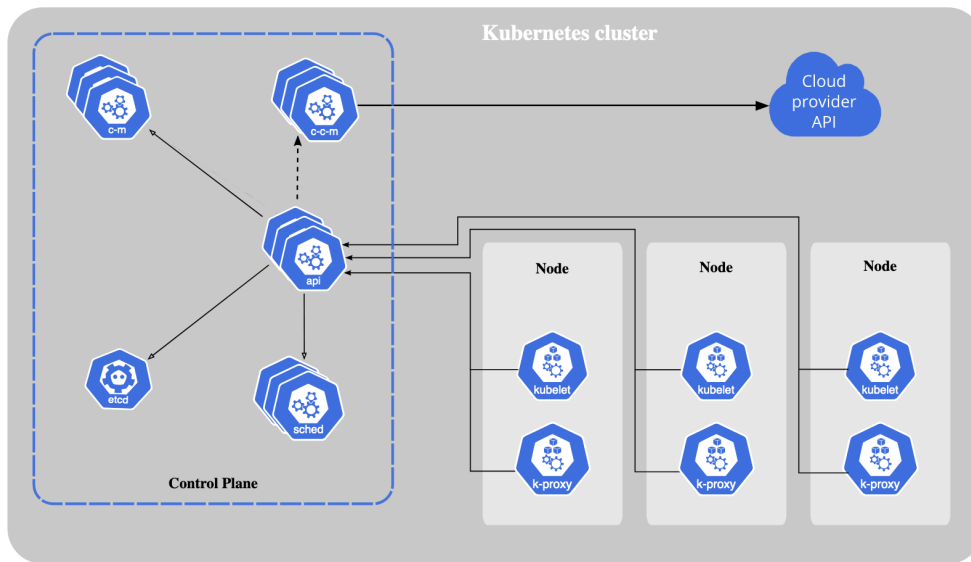 Kubernetes cluster
c-m
c-c-m
Cloud
provider
API
api
etcd
sched
Control Plane
Node
kubelet
k-proxy
Node
kubelet
k-proxy
Node
kubelet
k-proxy